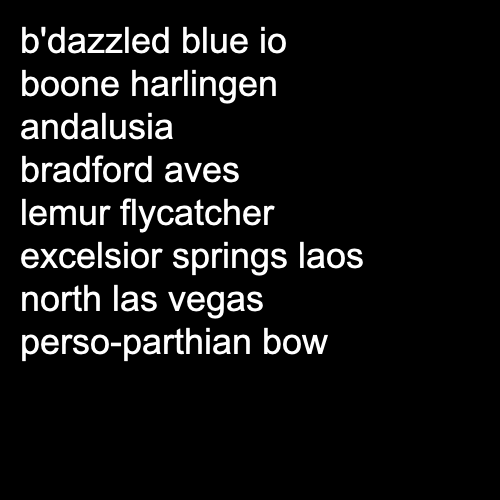 b'dazzled blue io
boone harlingen
andalusia
bradford aves
lemur flycatcher
excelsior springs laos
north las vegas
perso-parthian bow